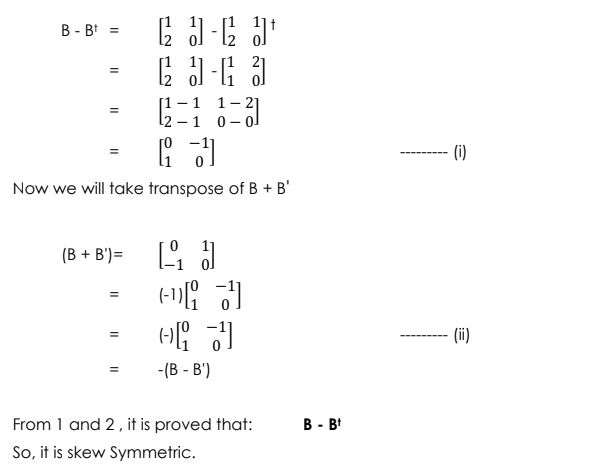 B - Bᵗ = [1 1; 2 0] - [1 1; 2 0]ᵗ
= [1 1; 2 0] - [1 2; 1 0]
= [1 − 1 1 − 2; 2 − 1 0 − 0]
= [0 −1; 1 0] --------- (i)
Now we will take transpose of B + B'
(B + B')= [0 1; −1 0]
= (-1)[0 −1; 1 0]
= (-)[0 −1; 1 0] --------- (ii)
= -(B - B')
From 1 and 2 , it is proved that: B - Bᵗ
So, it is skew Symmetric.